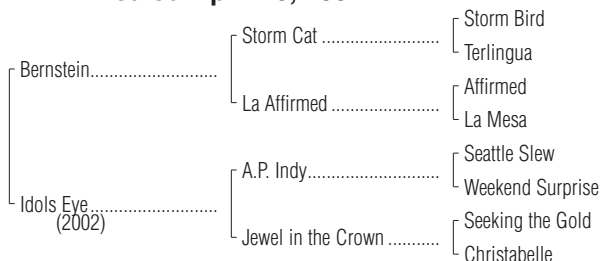 Storm Bird
Storm Cat..............................
Terlingua
Bernstein...............................
Affirmed
La Affirmed ...........................
La Mesa
Seattle Slew
A.P. Indy.................................
Weekend Surprise
Idols Eye...............................
(2002)
Seeking the Gold
Jewel in the Crown ............
Christabelle